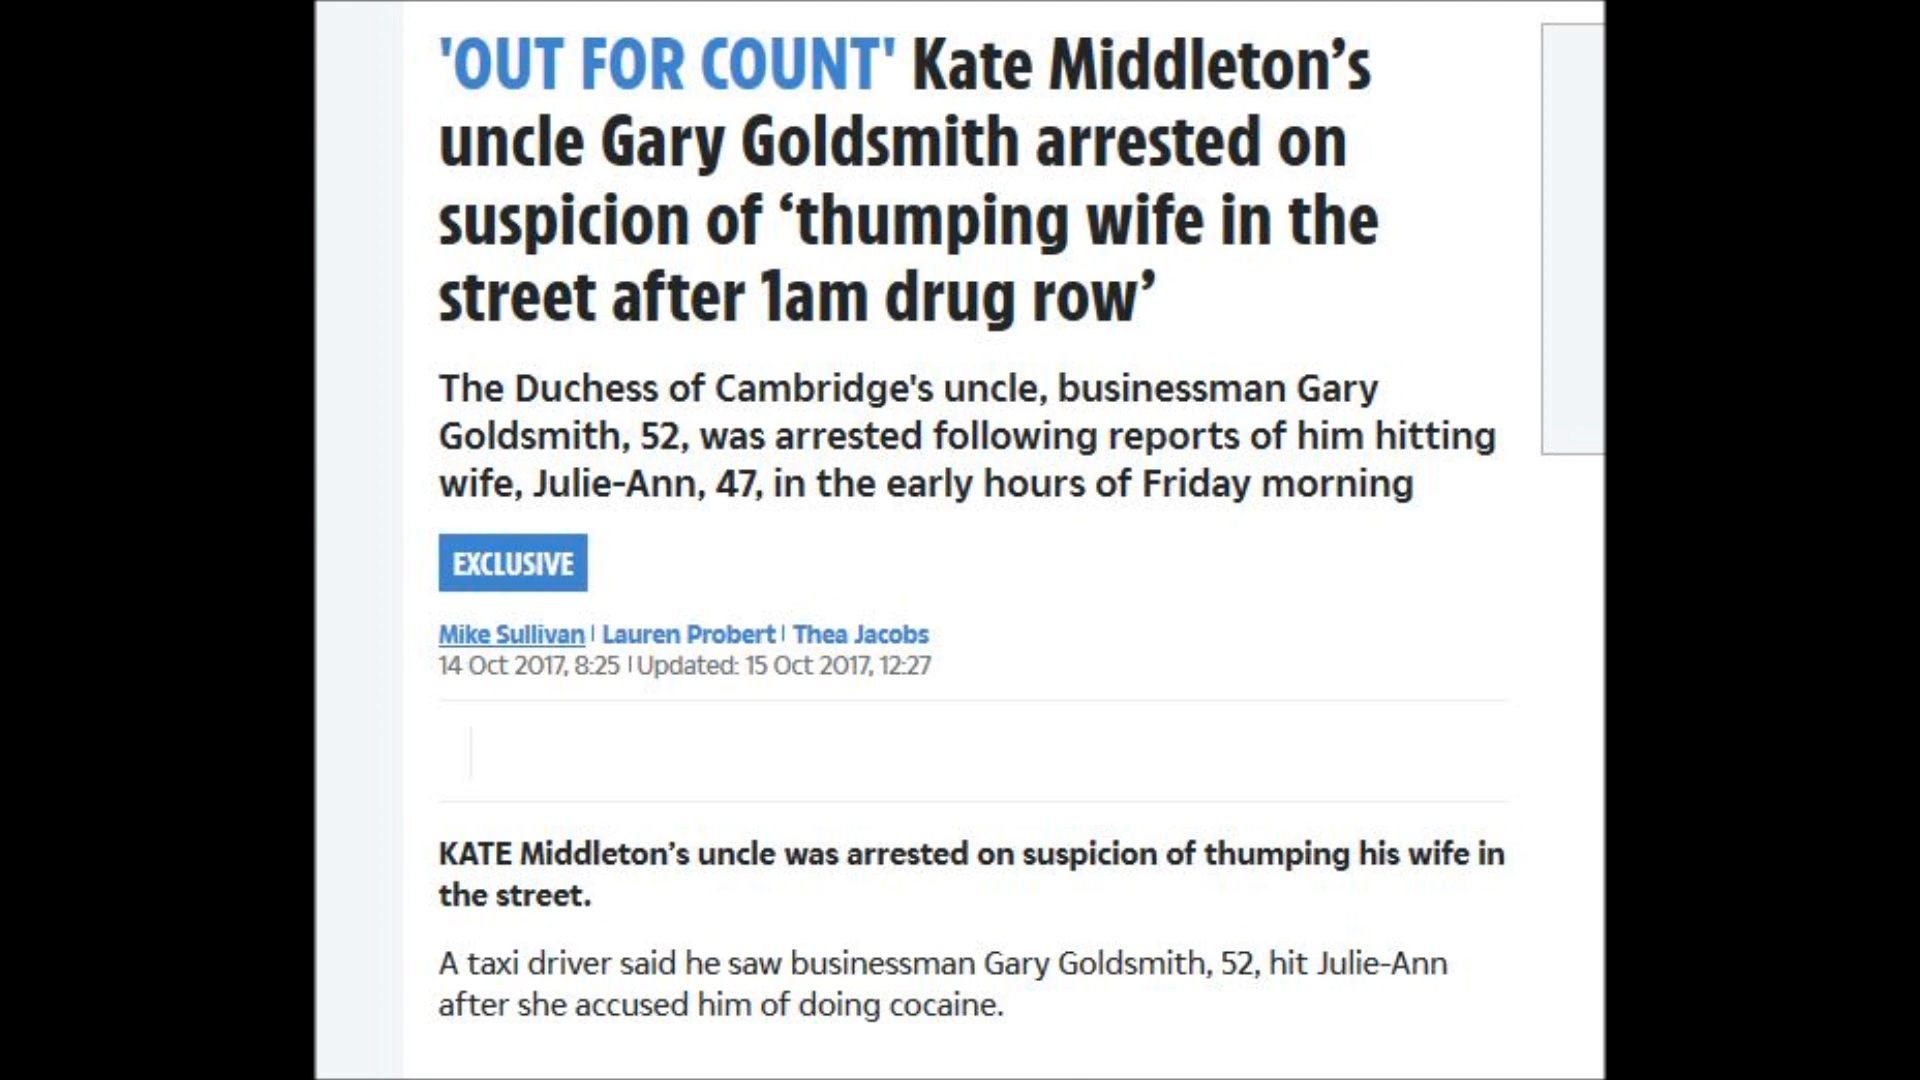 'OUT FOR COUNT' Kate Middleton’s
uncle Gary Goldsmith arrested on
suspicion of ‘thumping wife in the
street after 1am drug row’
The Duchess of Cambridge's uncle, businessman Gary
Goldsmith, 52, was arrested following reports of him hitting
wife, Julie-Ann, 47, in the early hours of Friday morning
EXCLUSIVE
Mike Sullivan | Lauren Probert | Thea Jacobs
14 Oct 2017, 8:25 | Updated: 15 Oct 2017, 12:27
KATE Middleton’s uncle was arrested on suspicion of thumping his wife in
the street.
A taxi driver said he saw businessman Gary Goldsmith, 52, hit Julie-Ann
after she accused him of doing cocaine.